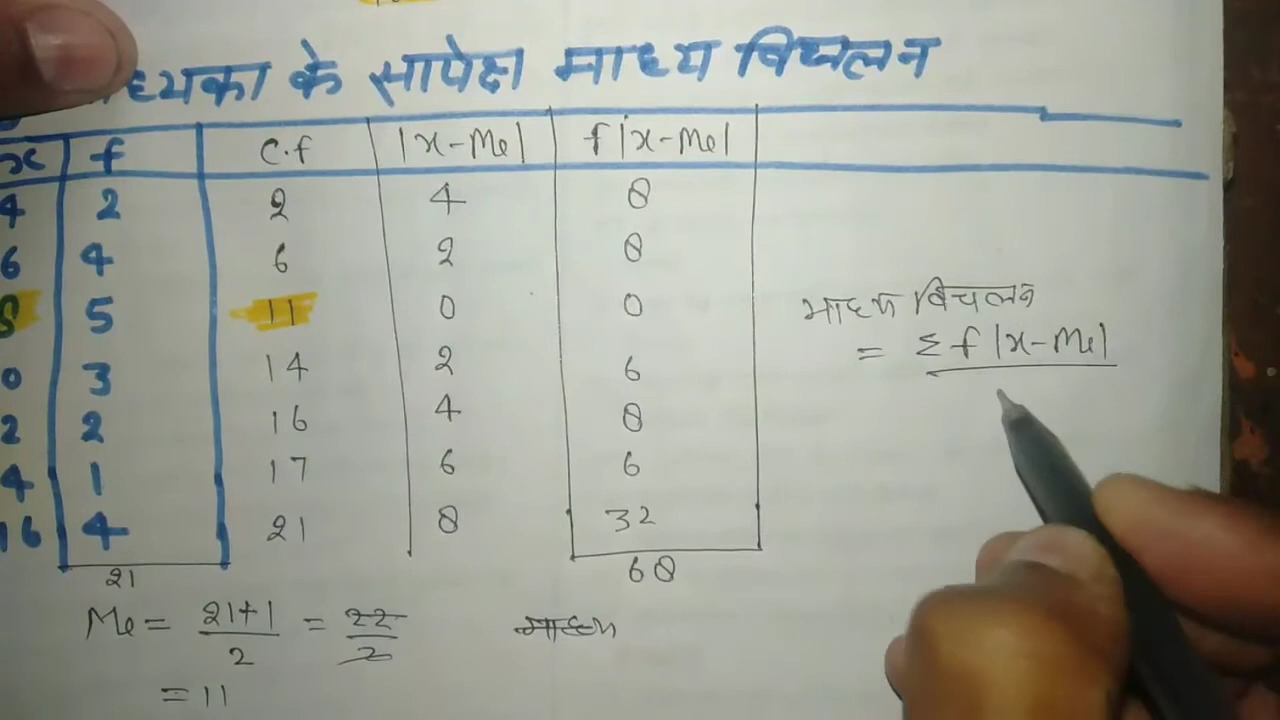 के सापेक्ष माध्य विचलन
x f c.f |x-Me| f|x-Me|
4 2 2 4 8
6 4 6 2 8
8 5 11 0 0
0 3 14 2 6
2 2 16 4 8
4 1 17 6 6
16 4 21 8 32
21 68
माध्य विचलन
= Σf|x-Me|
Me = 21+1/2 = 22/2
= 11